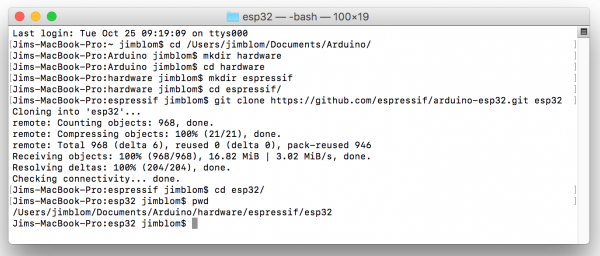 esp32 — -bash — 100×19
Last login: Tue Oct 25 09:19:09 on ttys000
[Jims-MacBook-Pro:~ jimblom$ cd /Users/jimblom/Documents/Arduino/ ]
[Jims-MacBook-Pro:Arduino jimblom$ mkdir hardware ]
[Jims-MacBook-Pro:Arduino jimblom$ cd hardware ]
[Jims-MacBook-Pro:hardware jimblom$ mkdir espressif ]
[Jims-MacBook-Pro:hardware jimblom$ cd espressif/ ]
[Jims-MacBook-Pro:espressif jimblom$ git clone https://github.com/espressif/arduino-esp32.git esp32 ]
Cloning into 'esp32'...
remote: Counting objects: 968, done.
remote: Compressing objects: 100% (21/21), done.
remote: Total 968 (delta 6), reused 0 (delta 0), pack-reused 946
Receiving objects: 100% (968/968), 16.82 MiB | 3.02 MiB/s, done.
Resolving deltas: 100% (204/204), done.
Checking connectivity... done.
[Jims-MacBook-Pro:espressif jimblom$ cd esp32/ ]
[Jims-MacBook-Pro:esp32 jimblom$ pwd ]
/Users/jimblom/Documents/Arduino/hardware/espressif/esp32
Jims-MacBook-Pro:esp32 jimblom$